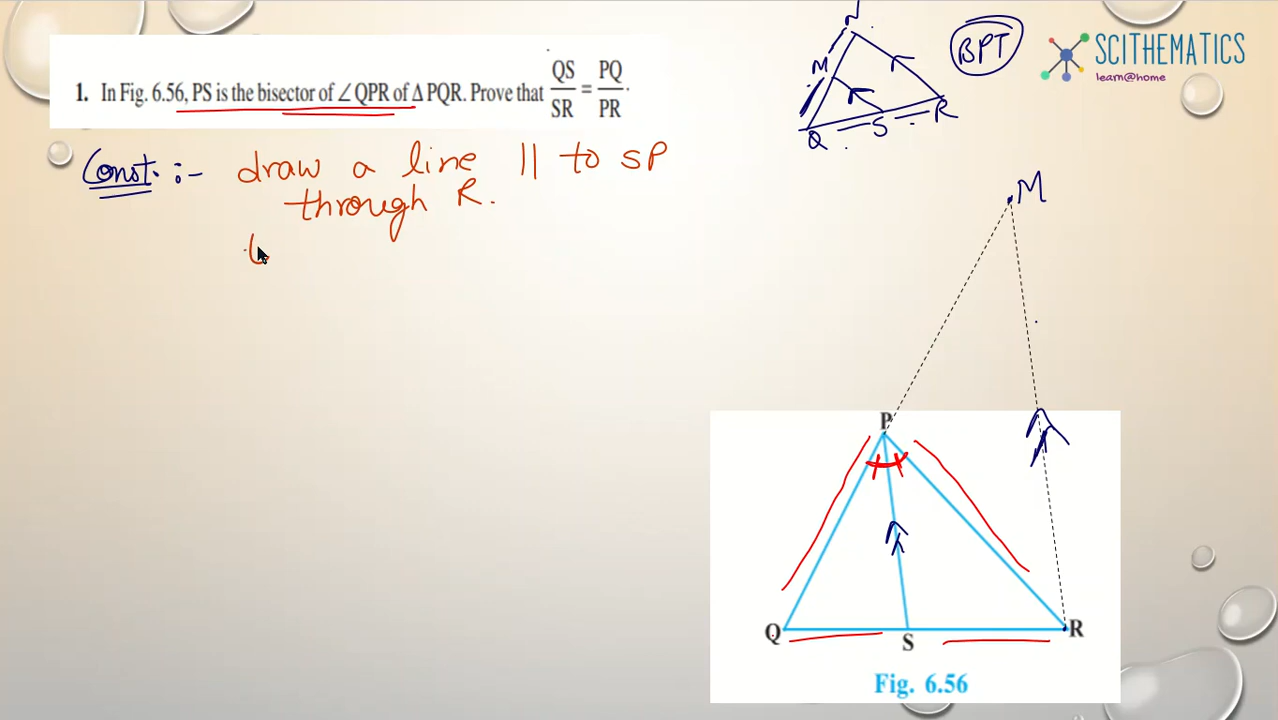 1. In Fig. 6.56, PS is the bisector of ∠QPR of Δ PQR. Prove that QS/SR = PQ/PR.
BPT
SCITHEMATICS
learn@home
N
M
Q
S
R
Const. :- draw a line || to SP
through R.
M
P
Q
S
R
Fig. 6.56